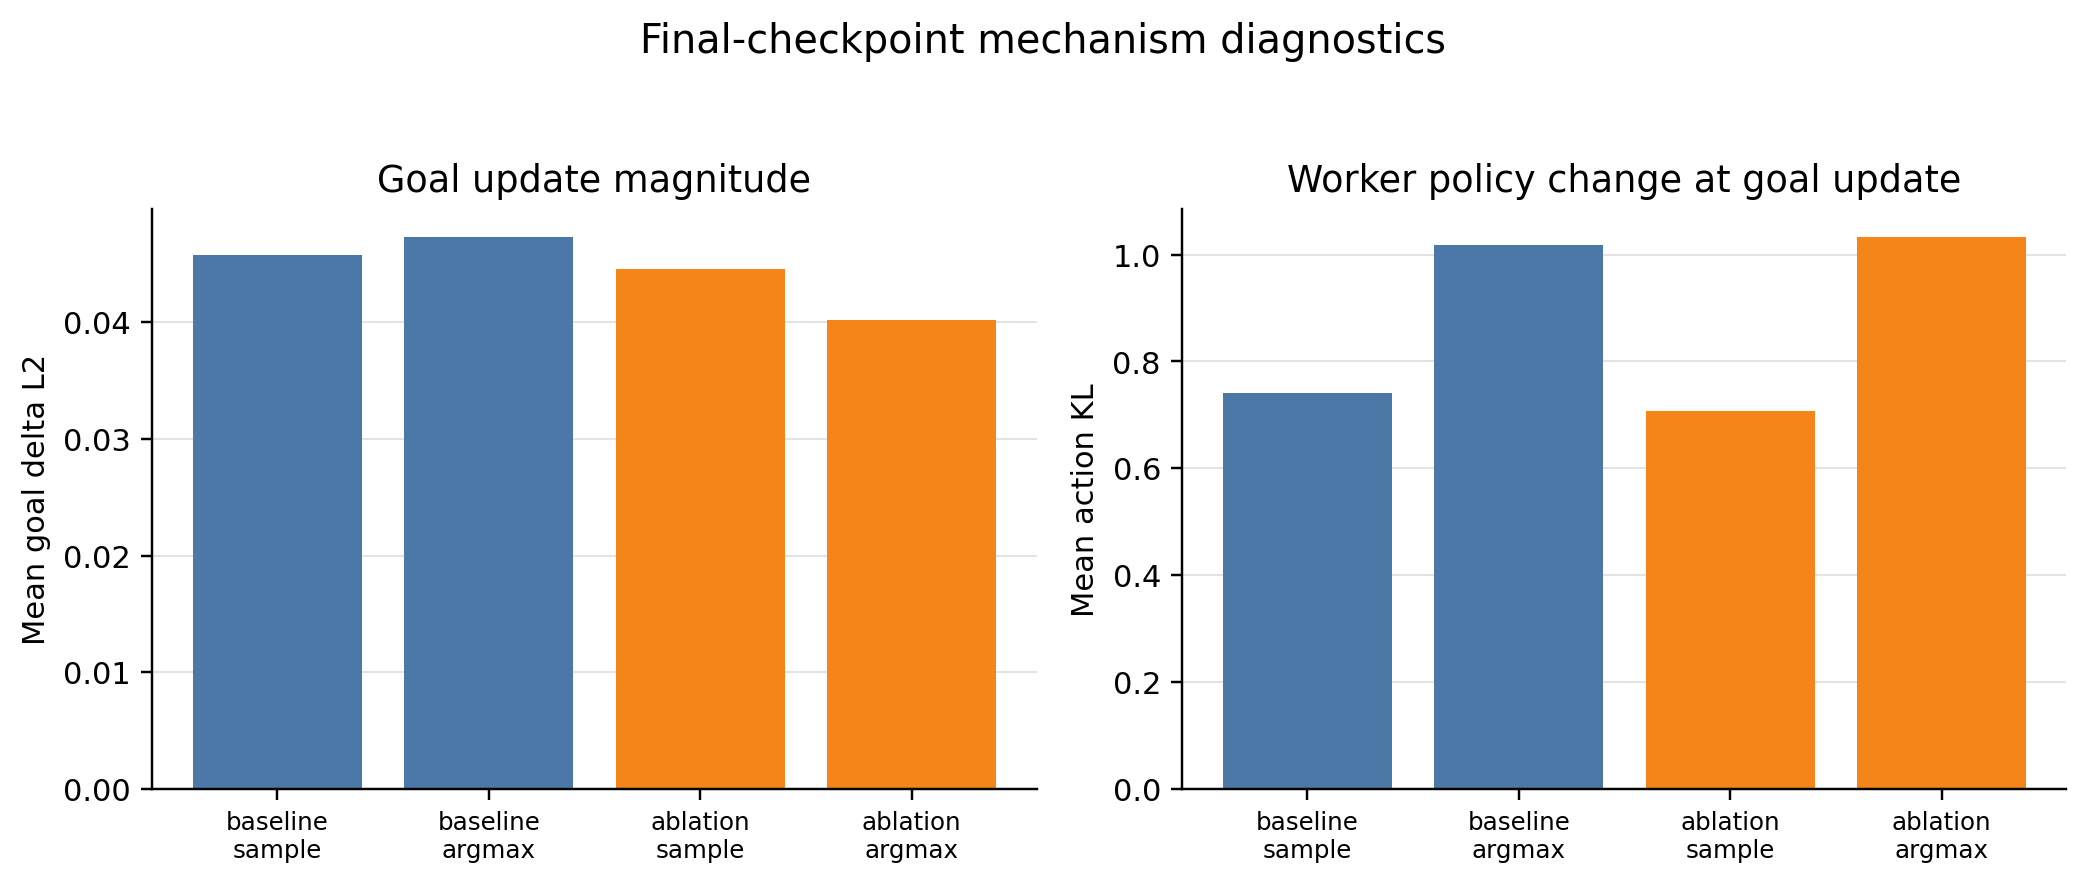 Final-checkpoint mechanism diagnostics
Goal update magnitude
Mean goal delta L2
0.04
0.03
0.02
0.01
0.00
baseline
sample
baseline
argmax
ablation
sample
ablation
argmax
Worker policy change at goal update
Mean action KL
1.0
0.8
0.6
0.4
0.2
0.0
baseline
sample
baseline
argmax
ablation
sample
ablation
argmax